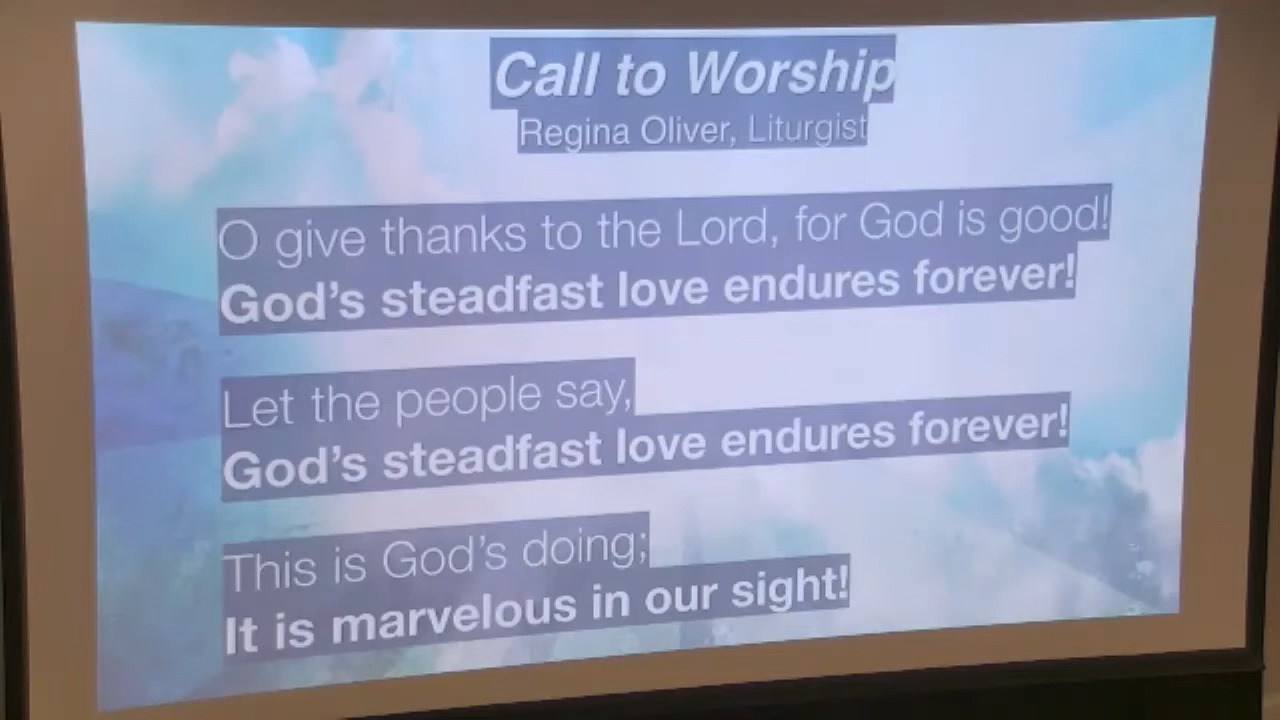 Call to Worship
Regina Oliver, Liturgist
O give thanks to the Lord, for God is good!
God’s steadfast love endures forever!
Let the people say,
God’s steadfast love endures forever!
This is God’s doing;
It is marvelous in our sight!